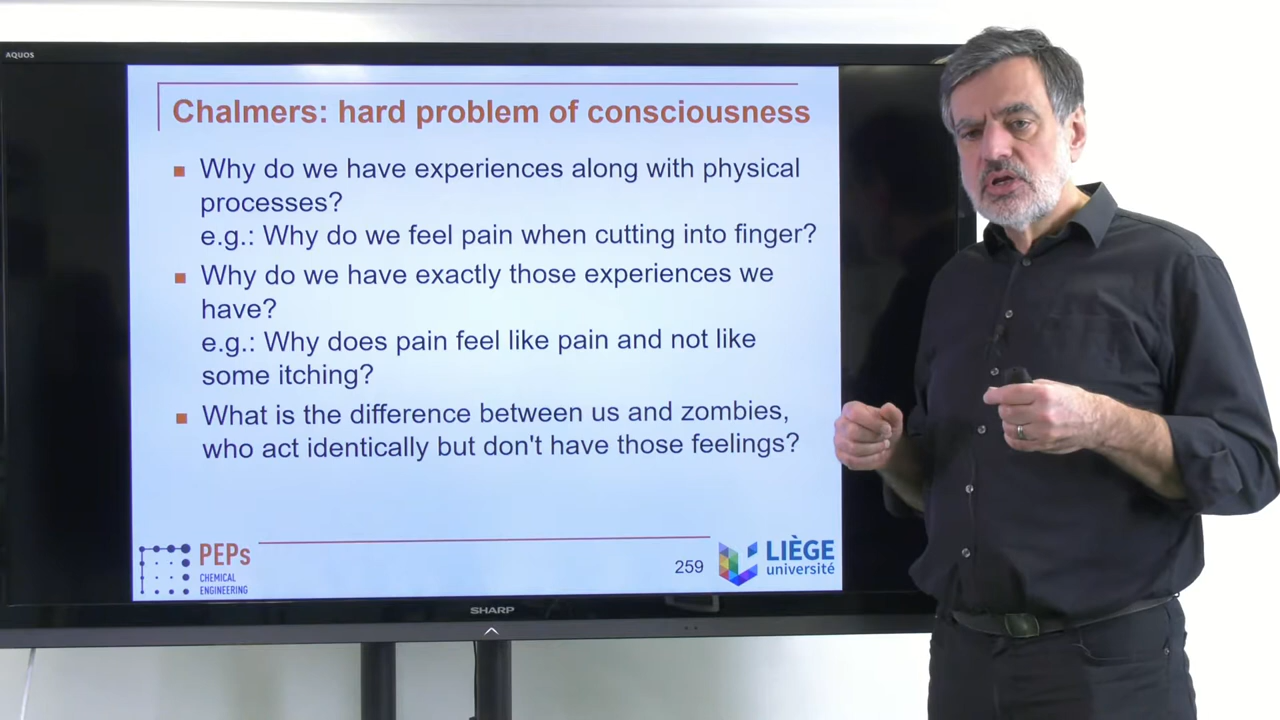 AQUOS
Chalmers: hard problem of consciousness
Why do we have experiences along with physical
processes?
e.g.: Why do we feel pain when cutting into finger?
Why do we have exactly those experiences we
have?
e.g.: Why does pain feel like pain and not like
some itching?
What is the difference between us and zombies,
who act identically but don't have those feelings?
PEPs
CHEMICAL
ENGINEERING
259
LIÈGE
université
SHARP